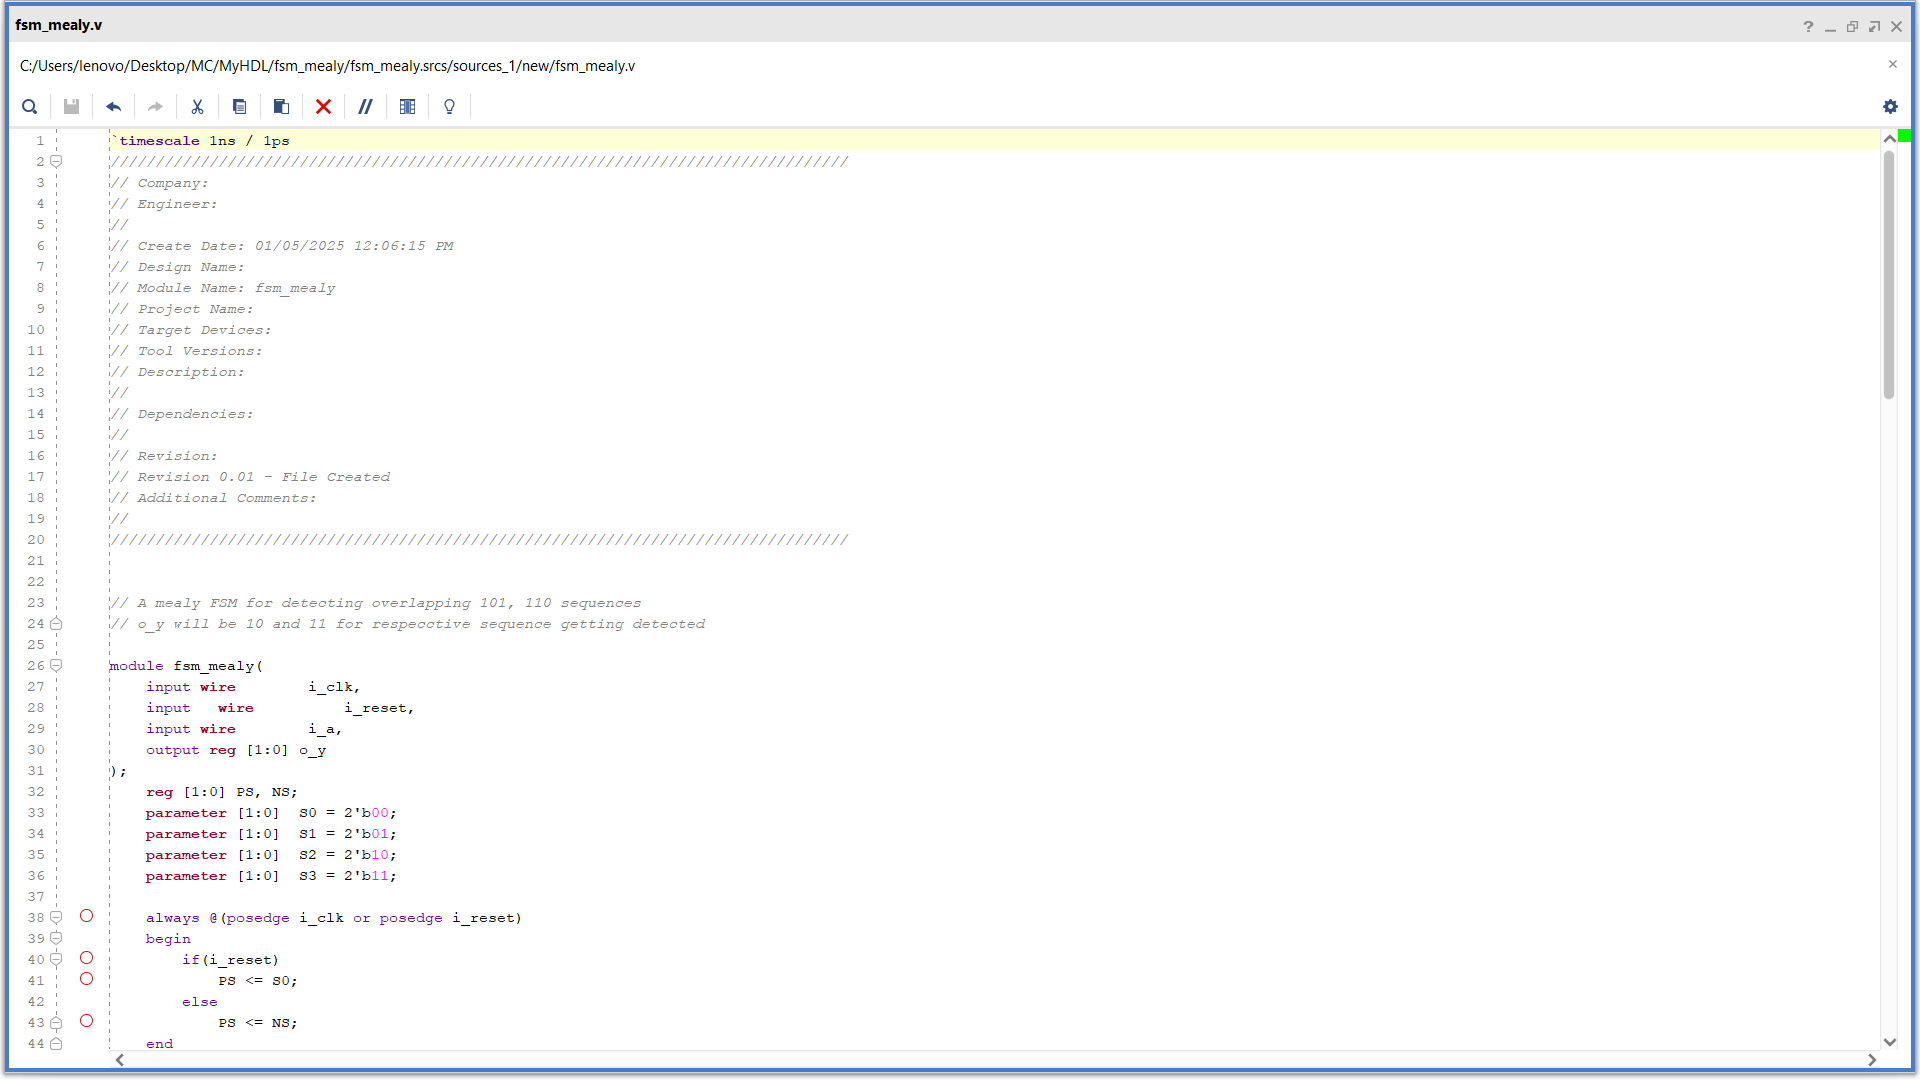 fsm_mealy.v
C:/Users/lenovo/Desktop/MC/MyHDL/fsm_mealy/fsm_mealy.srcs/sources_1/new/fsm_mealy.v
1 `timescale 1ns / 1ps
2 //////////////////////////////////////////////////////////////////////////////////
3 // Company:
4 // Engineer:
5 //
6 // Create Date: 01/05/2025 12:06:15 PM
7 // Design Name:
8 // Module Name: fsm_mealy
9 // Project Name:
10 // Target Devices:
11 // Tool Versions:
12 // Description:
13 //
14 // Dependencies:
15 //
16 // Revision:
17 // Revision 0.01 - File Created
18 // Additional Comments:
19 //
20 //////////////////////////////////////////////////////////////////////////////////
21
22
23 // A mealy FSM for detecting overlapping 101, 110 sequences
24 // o_y will be 10 and 11 for respecctive sequence getting detected
25
26 module fsm_mealy(
27     input wire        i_clk,
28     input   wire          i_reset,
29     input wire        i_a,
30     output reg [1:0] o_y
31 );
32     reg [1:0] PS, NS;
33     parameter [1:0]  S0 = 2'b00;
34     parameter [1:0]  S1 = 2'b01;
35     parameter [1:0]  S2 = 2'b10;
36     parameter [1:0]  S3 = 2'b11;
37
38     always @(posedge i_clk or posedge i_reset)
39     begin
40         if(i_reset)
41             PS <= S0;
42         else
43             PS <= NS;
44     end